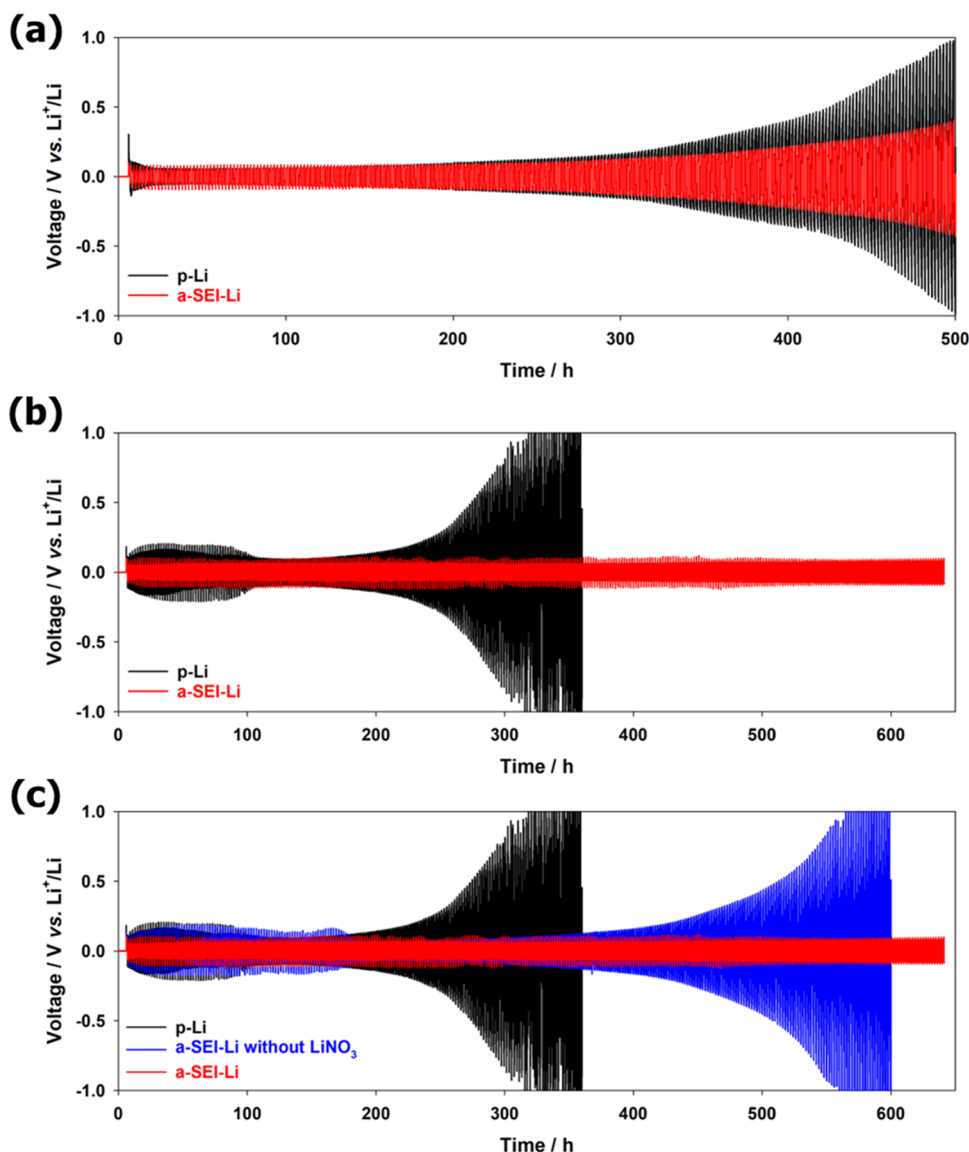 (a)
1.0
0.5
0.0
-0.5
-1.0
Voltage / V vs. Li⁺/Li
p-Li
a-SEI-Li
0 100 200 300 400 500
Time / h
(b)
1.0
0.5
0.0
-0.5
-1.0
Voltage / V vs. Li⁺/Li
p-Li
a-SEI-Li
0 100 200 300 400 500 600
Time / h
(c)
1.0
0.5
0.0
-0.5
-1.0
Voltage / V vs. Li⁺/Li
p-Li
a-SEI-Li without LiNO₃
a-SEI-Li
0 100 200 300 400 500 600
Time / h